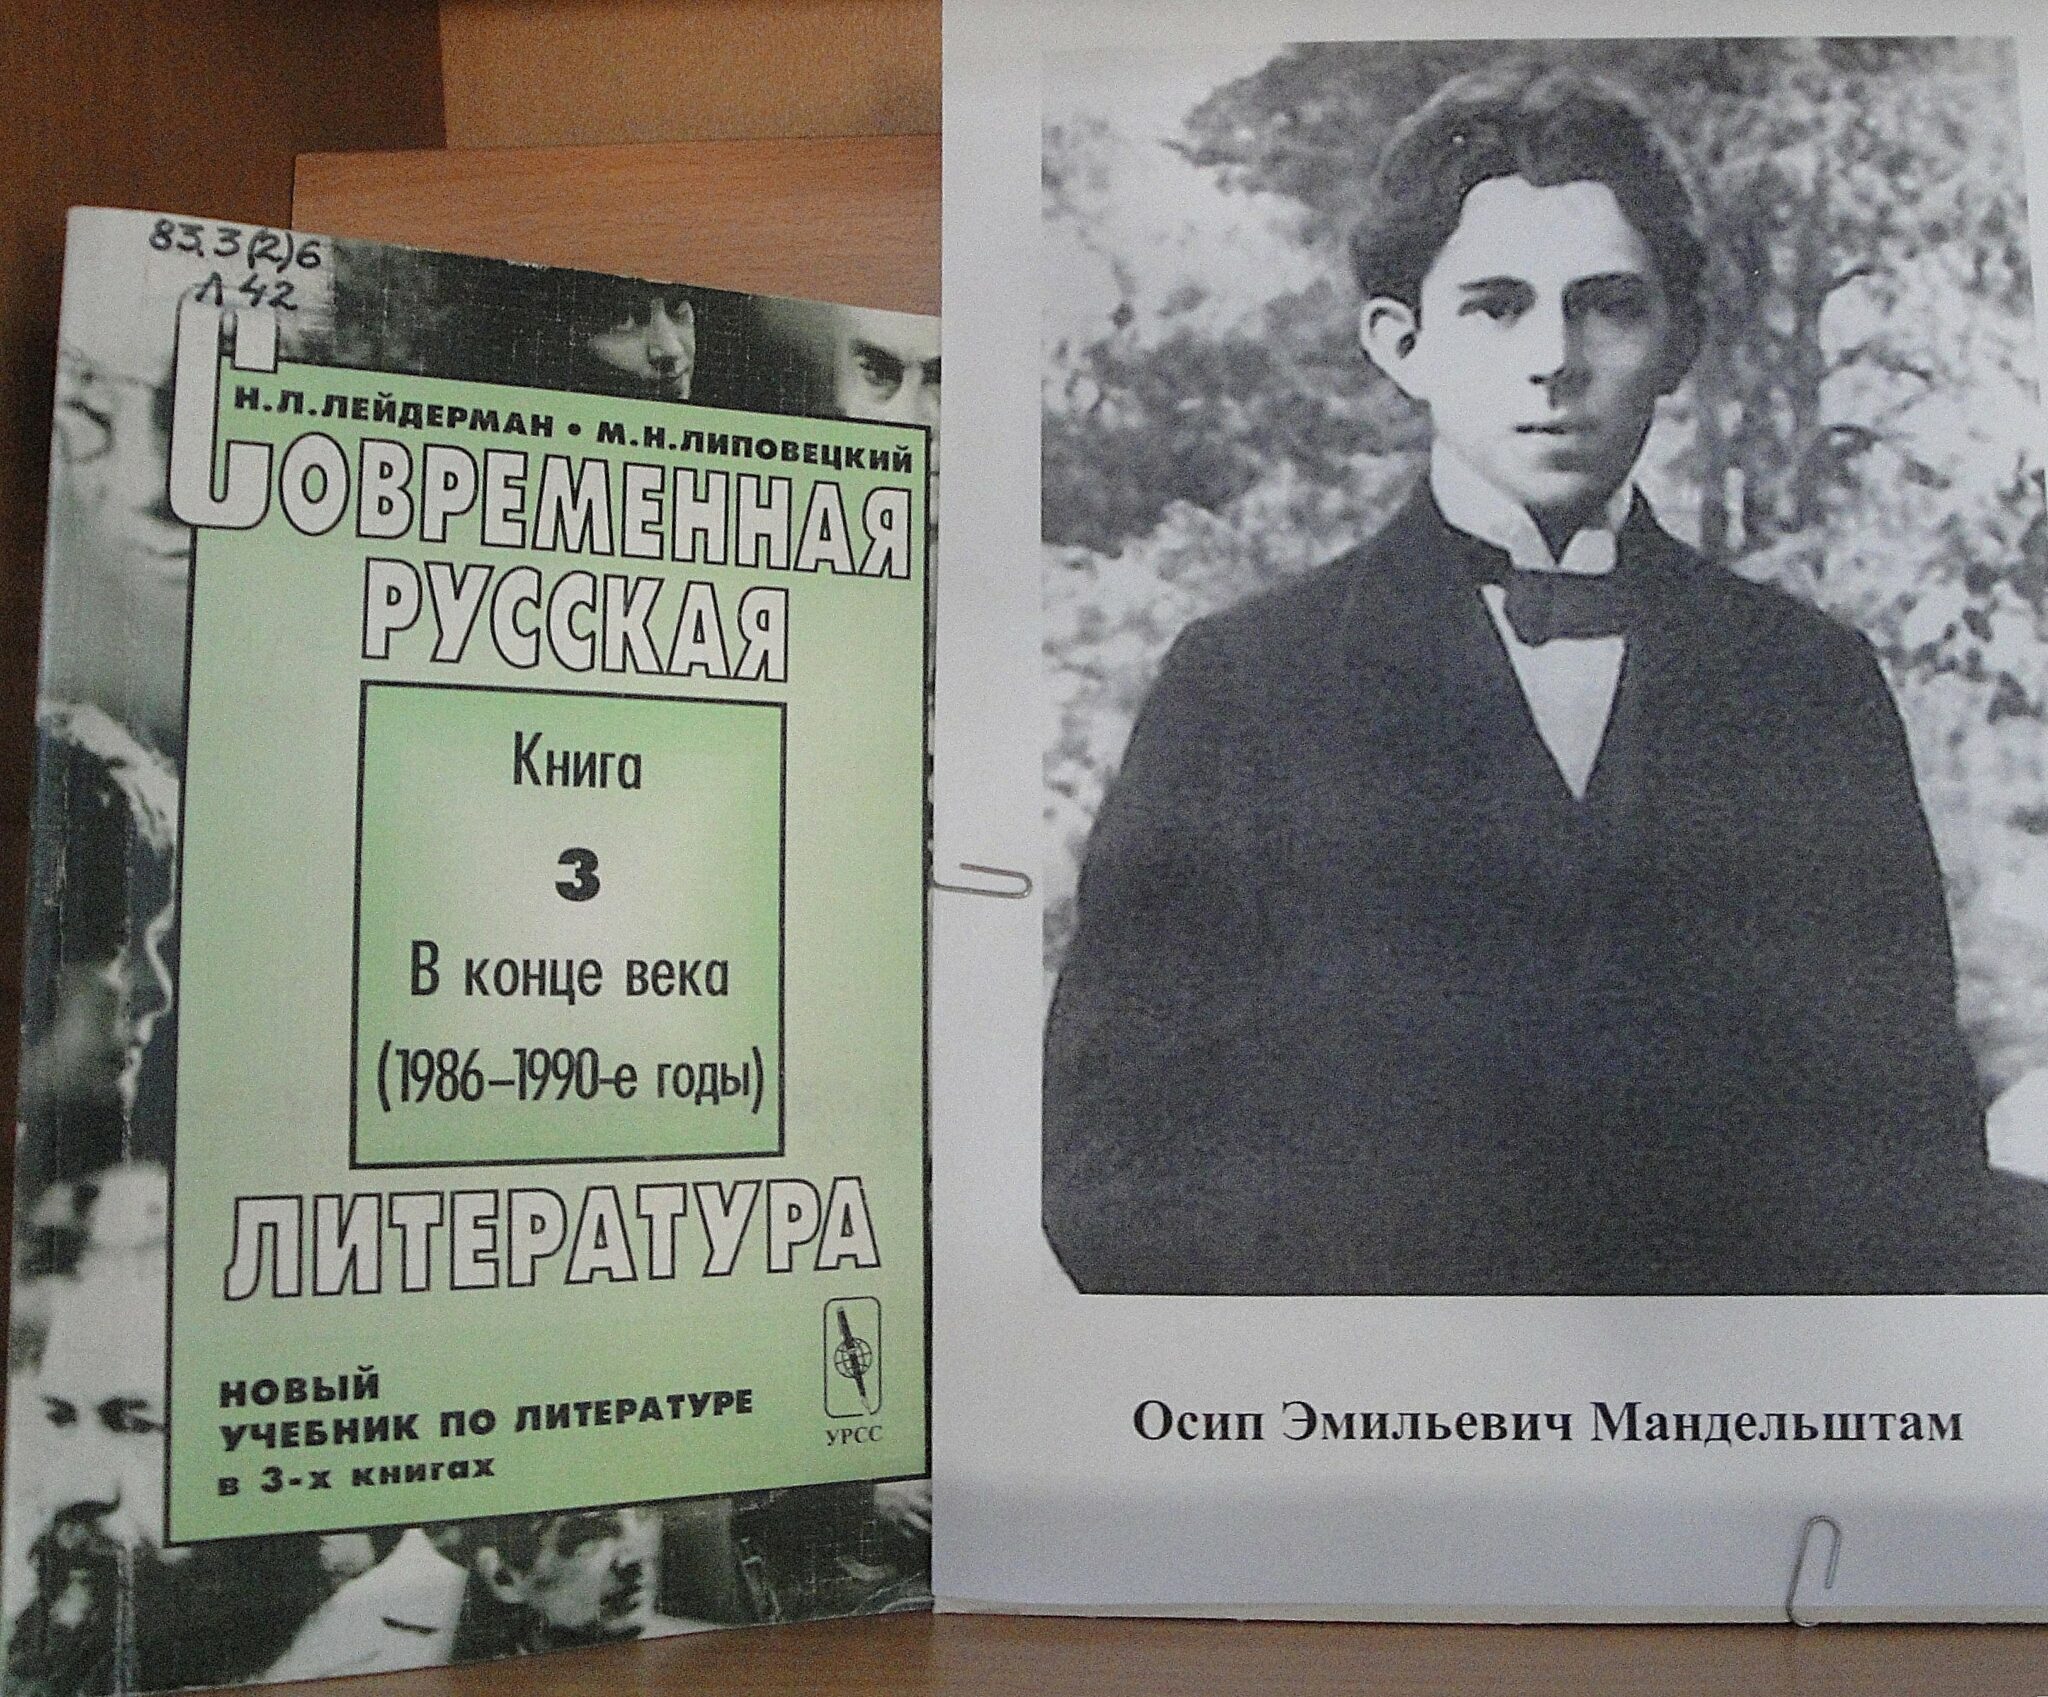 83.3(2)6
Л 42
Н.Л.ЛЕЙДЕРМАН • М.Н.ЛИПОВЕЦКИЙ
СОВРЕМЕННАЯ
РУССКАЯ
Книга
3
В конце века
(1986–1990-е годы)
ЛИТЕРАТУРА
НОВЫЙ
УЧЕБНИК ПО ЛИТЕРАТУРЕ
в 3-х книгах
УРСС
Осип Эмильевич Мандельштам